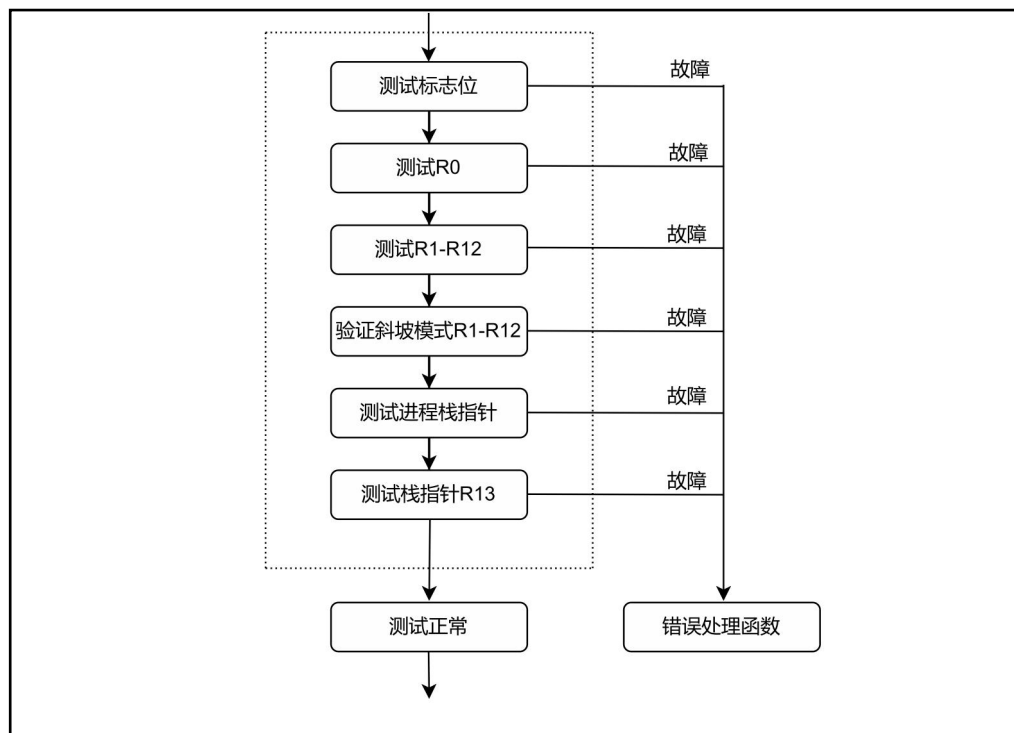 测试标志位
故障
测试R0
故障
测试R1-R12
故障
验证斜坡模式R1-R12
故障
测试进程栈指针
故障
测试栈指针R13
故障
测试正常
错误处理函数